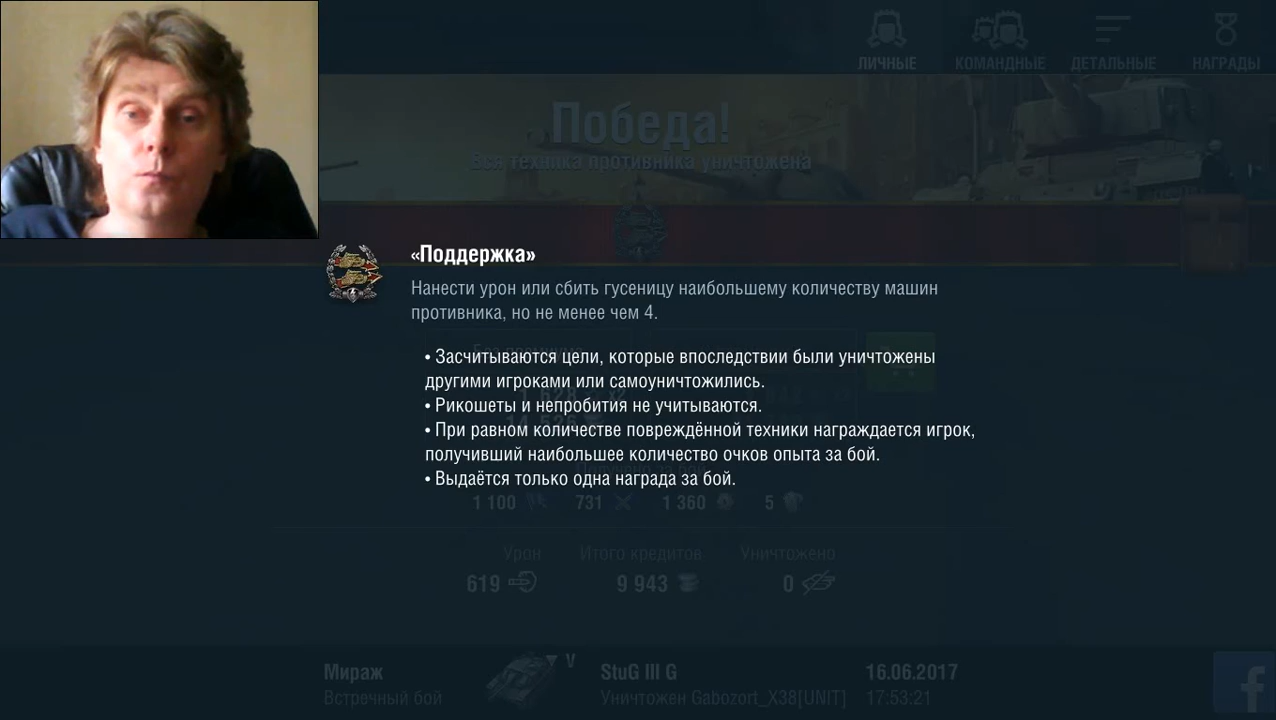 ЛИЧНЫЕ КОМАНДНЫЕ ДЕТАЛЬНЫЕ НАГРАДЫ
Победа!
Вся техника противника уничтожена
«Поддержка»
Нанести урон или сбить гусеницу наибольшему количеству машин
противника, но не менее чем 4.
• Засчитываются цели, которые впоследствии были уничтожены
другими игроками или самоуничтожились.
• Рикошеты и непробития не учитываются.
• При равном количестве повреждённой техники награждается игрок,
получивший наибольшее количество очков опыта за бой.
• Выдаётся только одна награда за бой.
1 100 731 1 360 5
Урон Итого кредитов Уничтожено
619 9 943 0
Мираж V StuG III G 16.06.2017
Встречный бой Уничтожен Gabozort_X38[UNIT] 17:53:21